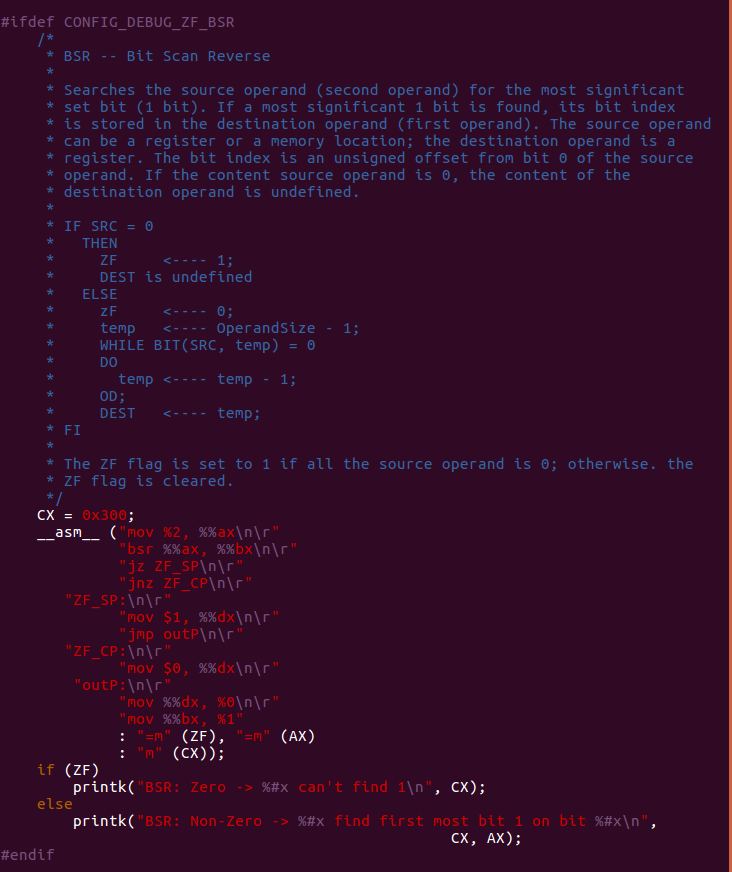 #ifdef CONFIG_DEBUG_ZF_BSR
    /*
     * BSR -- Bit Scan Reverse
     *
     * Searches the source operand (second operand) for the most significant
     * set bit (1 bit). If a most significant 1 bit is found, its bit index
     * is stored in the destination operand (first operand). The source operand
     * can be a register or a memory location; the destination operand is a
     * register. The bit index is an unsigned offset from bit 0 of the source
     * operand. If the content source operand is 0, the content of the
     * destination operand is undefined.
     *
     * IF SRC = 0
     *   THEN
     *     ZF     <---- 1;
     *     DEST is undefined
     *   ELSE
     *     zF     <---- 0;
     *     temp   <---- OperandSize - 1;
     *     WHILE BIT(SRC, temp) = 0
     *     DO
     *       temp <---- temp - 1;
     *     OD;
     *     DEST   <---- temp;
     * FI
     *
     * The ZF flag is set to 1 if all the source operand is 0; otherwise. the
     * ZF flag is cleared.
     */
    CX = 0x300;
    __asm__ ("mov %2, %%ax\n\r"
             "bsr %%ax, %%bx\n\r"
             "jz ZF_SP\n\r"
             "jnz ZF_CP\n\r"
       "ZF_SP:\n\r"
             "mov $1, %%dx\n\r"
             "jmp outP\n\r"
       "ZF_CP:\n\r"
             "mov $0, %%dx\n\r"
        "outP:\n\r"
             "mov %%dx, %0\n\r"
             "mov %%bx, %1"
             : "=m" (ZF), "=m" (AX)
             : "m" (CX));
    if (ZF)
        printk("BSR: Zero -> %#x can't find 1\n", CX);
    else
        printk("BSR: Non-Zero -> %#x find first most bit 1 on bit %#x\n",
                                                  CX, AX);
#endif